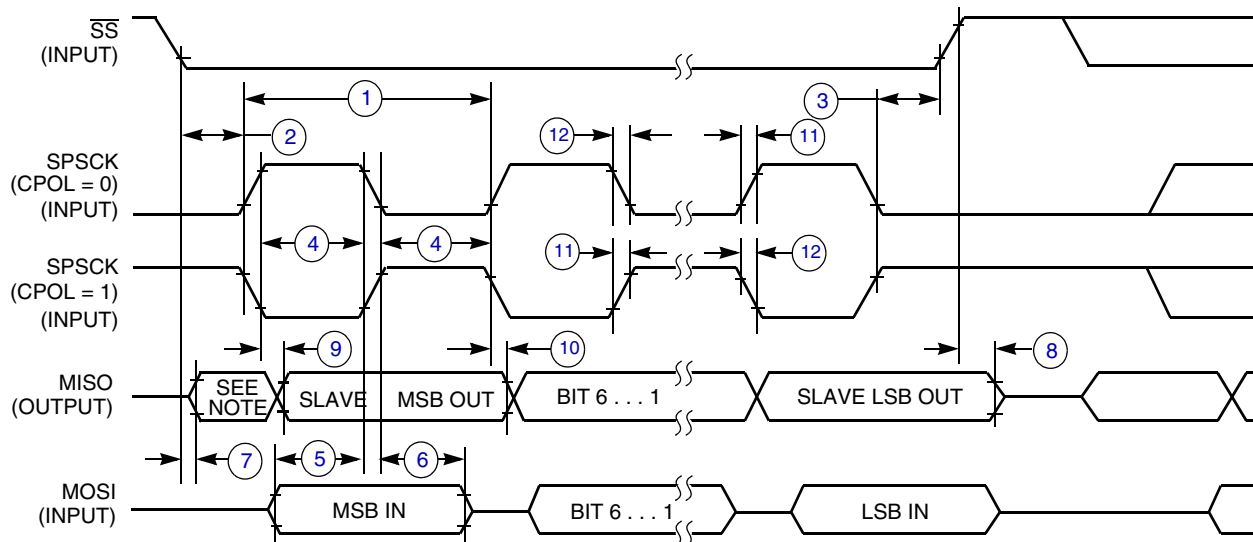 SS
(INPUT)
1
3
2
12
11
SPSCK
(CPOL = 0)
(INPUT)
4
4
11
12
SPSCK
(CPOL = 1)
(INPUT)
9
10
8
MISO
(OUTPUT)
SEE
NOTE
SLAVE
MSB OUT
BIT 6 . . . 1
SLAVE LSB OUT
7
5
6
MOSI
(INPUT)
MSB IN
BIT 6 . . . 1
LSB IN